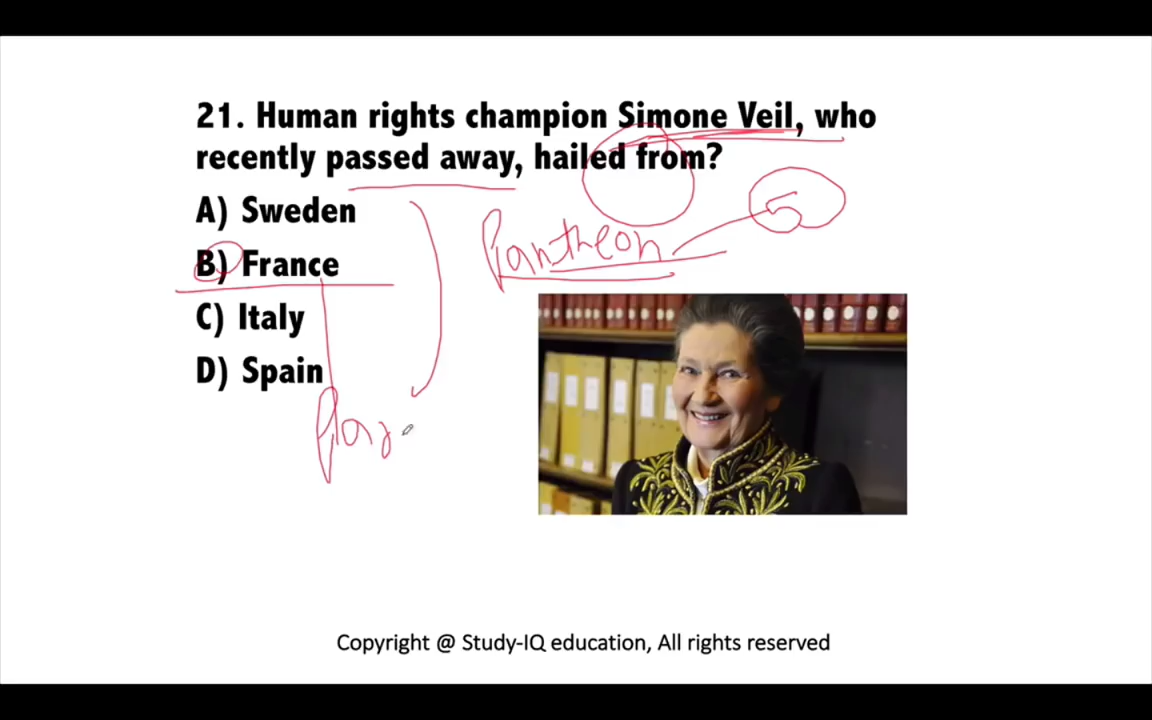 21. Human rights champion Simone Veil, who
recently passed away, hailed from?
A) Sweden
B) France
C) Italy
D) Spain
Pantheon
5
Copyright @ Study-IQ education, All rights reserved